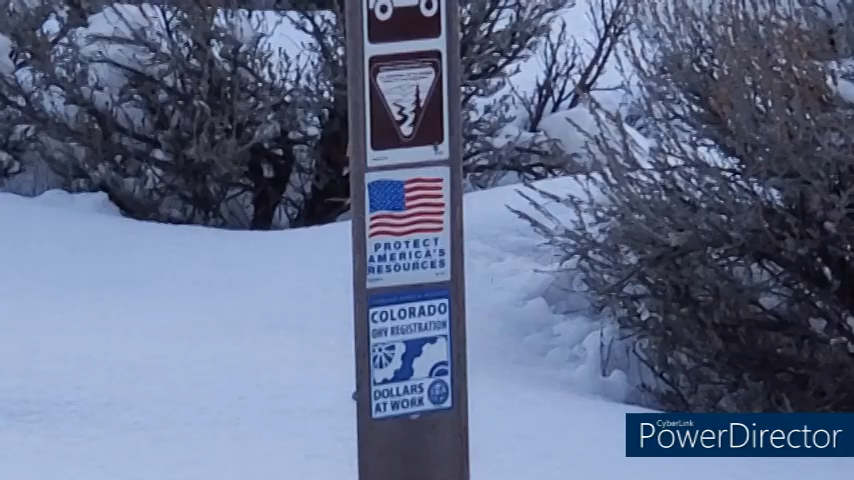 PROTECT
AMERICA'S
RESOURCES
COLORADO
OHV REGISTRATION
DOLLARS
AT WORK
CyberLink
PowerDirector